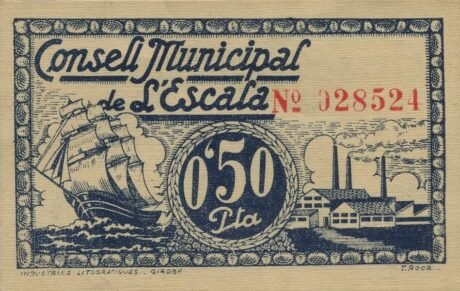 Consell Municipal
de L'Escala
Nº 028524
0'50
Pta
INDUSTRIES LITOGRAFIQUES - GIRONA
T. ROCA